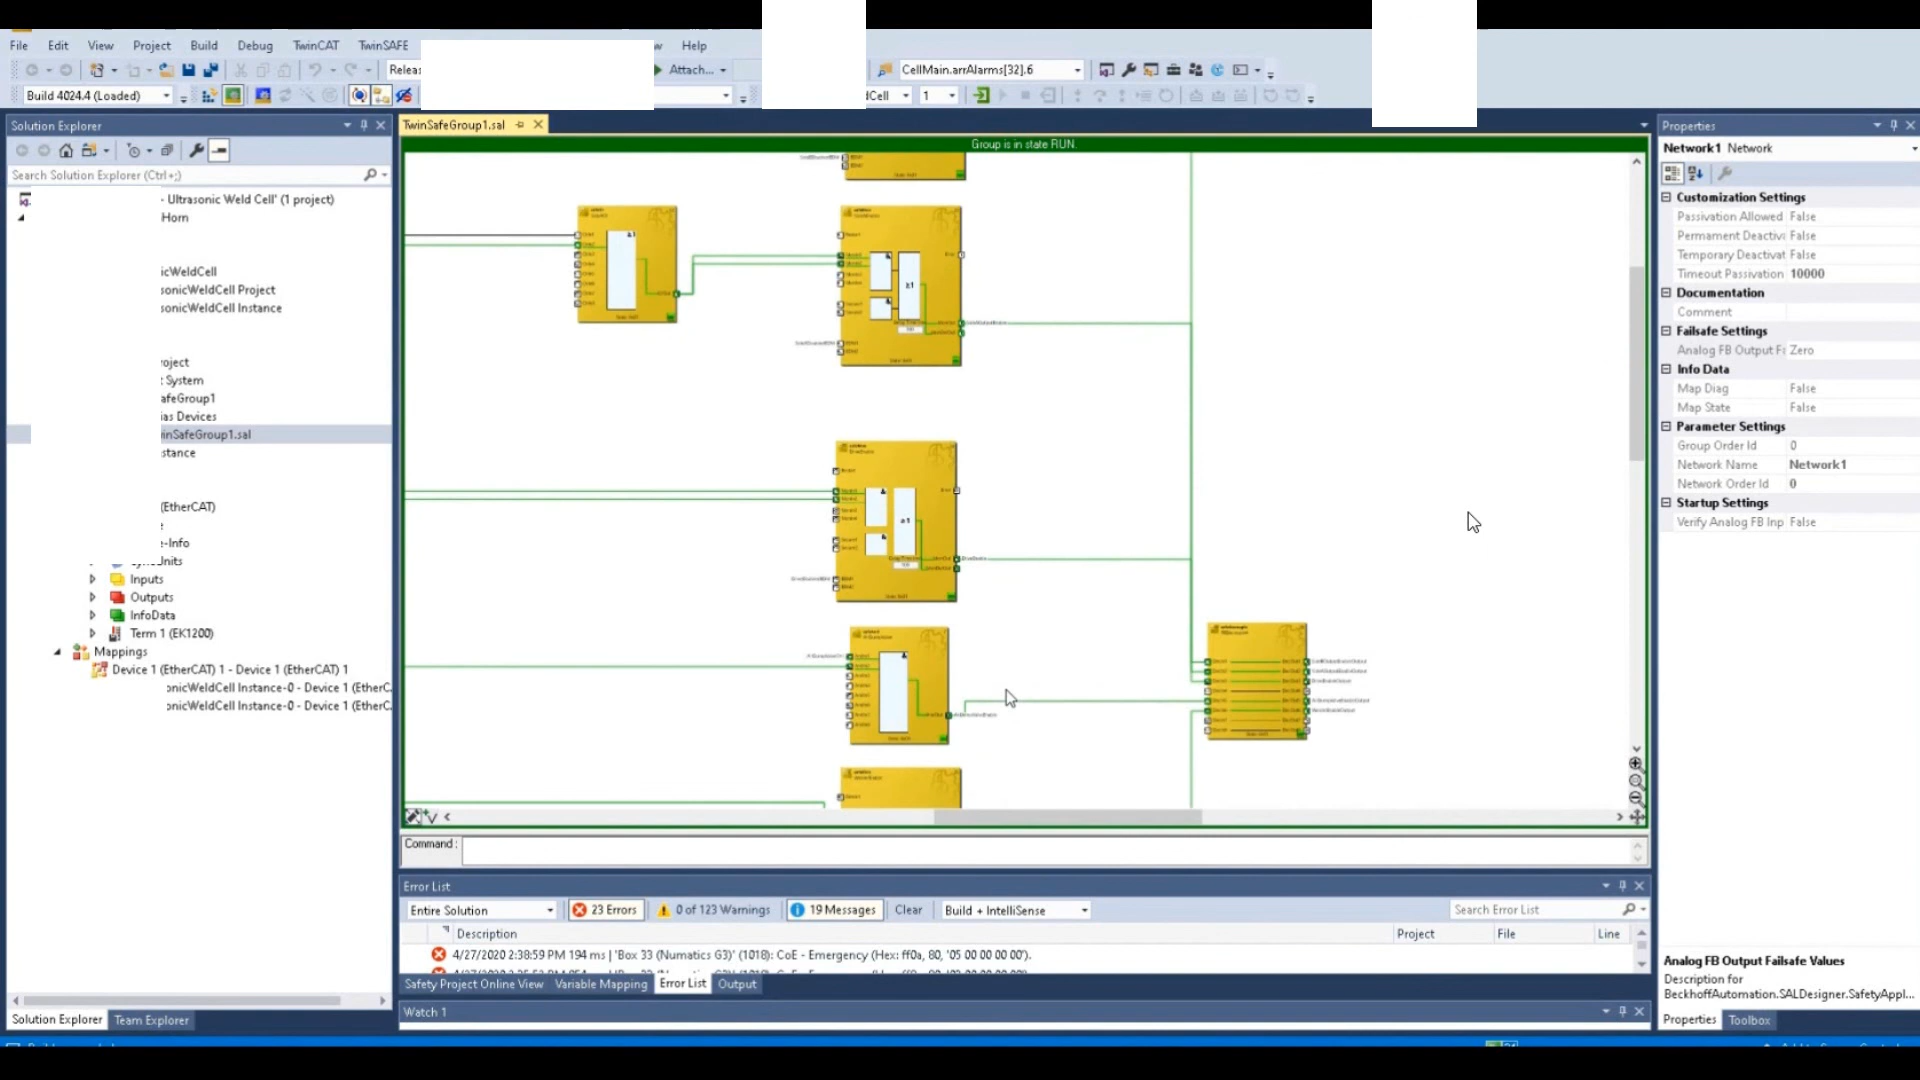 File Edit View Project Build Debug TwinCAT TwinSAFE Help
Releas Attach... CellMain.arrAlarms[32].6
Build 4024.4 (Loaded) 1
Solution Explorer
Search Solution Explorer (Ctrl+;)
- Ultrasonic Weld Cell' (1 project)
Horn
icWeldCell
sonicWeldCell Project
sonicWeldCell Instance
roject
t System
afeGroup1
ias Devices
inSafeGroup1.sal
stance
(EtherCAT)
e
e-Info
Inputs
Outputs
InfoData
Term 1 (EK1200)
Mappings
Device 1 (EtherCAT) 1 - Device 1 (EtherCAT) 1
onicWeldCell Instance-0 - Device 1 (EtherC
onicWeldCell Instance-0 - Device 1 (EtherC
Solution Explorer Team Explorer
TwinSafeGroup1.sal
Group is in state RUN.
Command:
Error List
Entire Solution 23 Errors 0 of 123 Warnings 19 Messages Clear Build + IntelliSense Search Error List
Description Project File Line
4/27/2020 2:38:59 PM 194 ms | 'Box 33 (Numatics G3)' (1018): CoE - Emergency (Hex: ff0a, 80, '05 00 00 00 00').
Safety Project Online View Variable Mapping Error List Output
Watch 1
Properties
Network1 Network
Customization Settings
Passivation Allowed False
Permament Deactiv False
Temporary Deactivat False
Timeout Passivation 10000
Documentation
Comment
Failsafe Settings
Analog FB Output Fa Zero
Info Data
Map Diag False
Map State False
Parameter Settings
Group Order Id 0
Network Name Network1
Network Order Id 0
Startup Settings
Verify Analog FB Inp False
Analog FB Output Failsafe Values
Description for
BeckhoffAutomation.SALDesigner.SafetyAppl...
Properties Toolbox